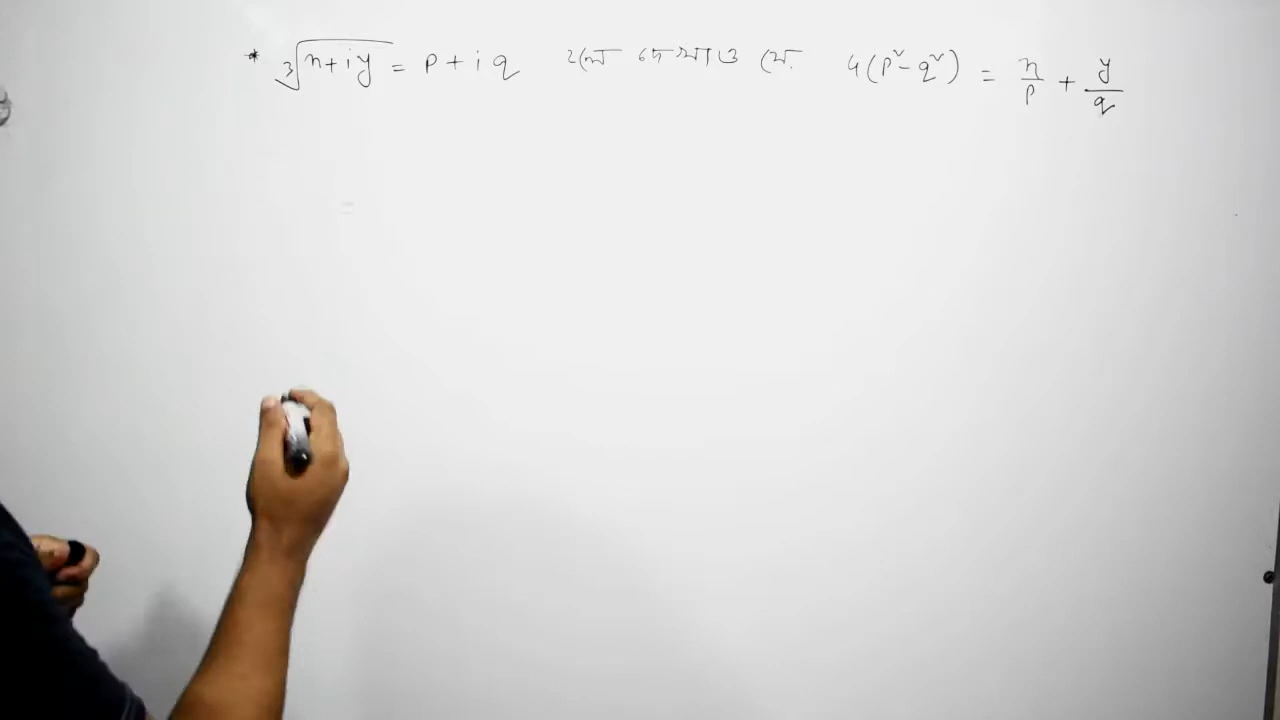 * ∛(x+iy) = p + iq হলে দেখাও যে, 4(p²-q²) = x/p + y/q